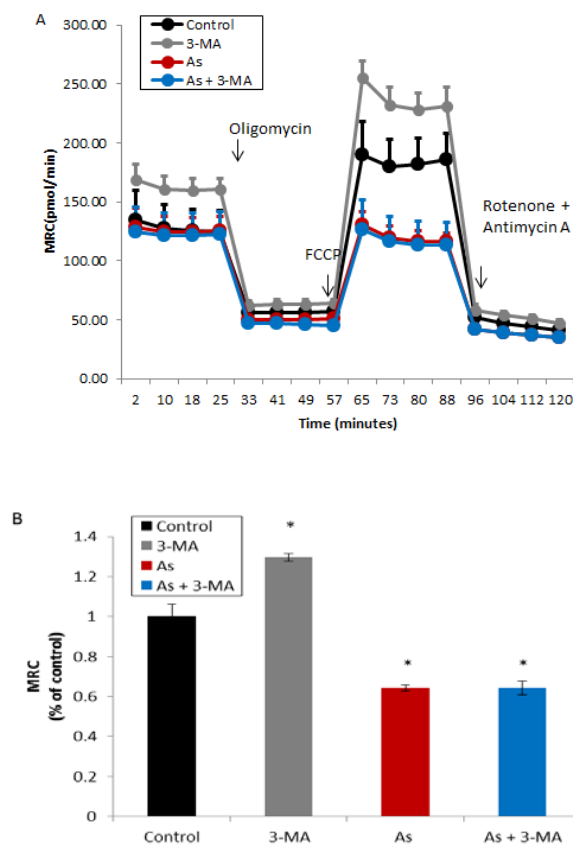 A
300.00
250.00
200.00
150.00
100.00
50.00
0.00
MRC(pmol/min)
Control
3-MA
As
As + 3-MA
Oligomycin
FCCP
Rotenone +
Antimycin A
2 10 18 25 33 41 49 57 65 73 80 88 96 104 112 120
Time (minutes)
B
1.4
1.2
1
0.8
0.6
0.4
0.2
0
MRC
(% of control)
Control
3-MA
As
As + 3-MA
* * *
Control 3-MA As As + 3-MA